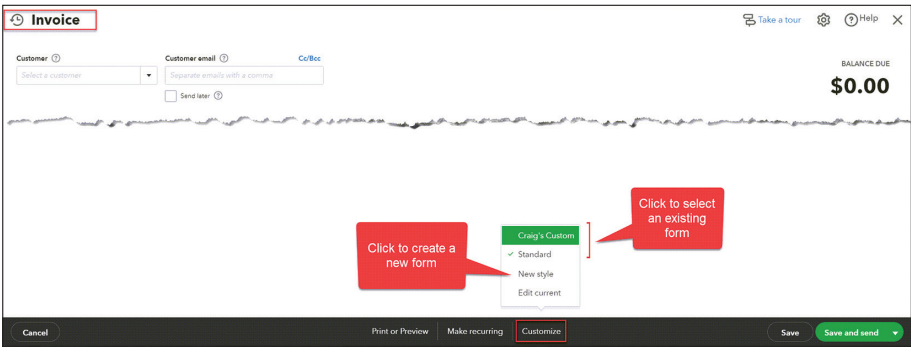 Invoice
Take a tour
Help
Customer
Customer email
Cc/Bcc
Select a customer
Separate emails with a comma
Send later
BALANCE DUE
$0.00
Click to select
an existing
form
Click to create a
new form
Craig's Custom
Standard
New style
Edit current
Cancel
Print or Preview
Make recurring
Customize
Save
Save and send